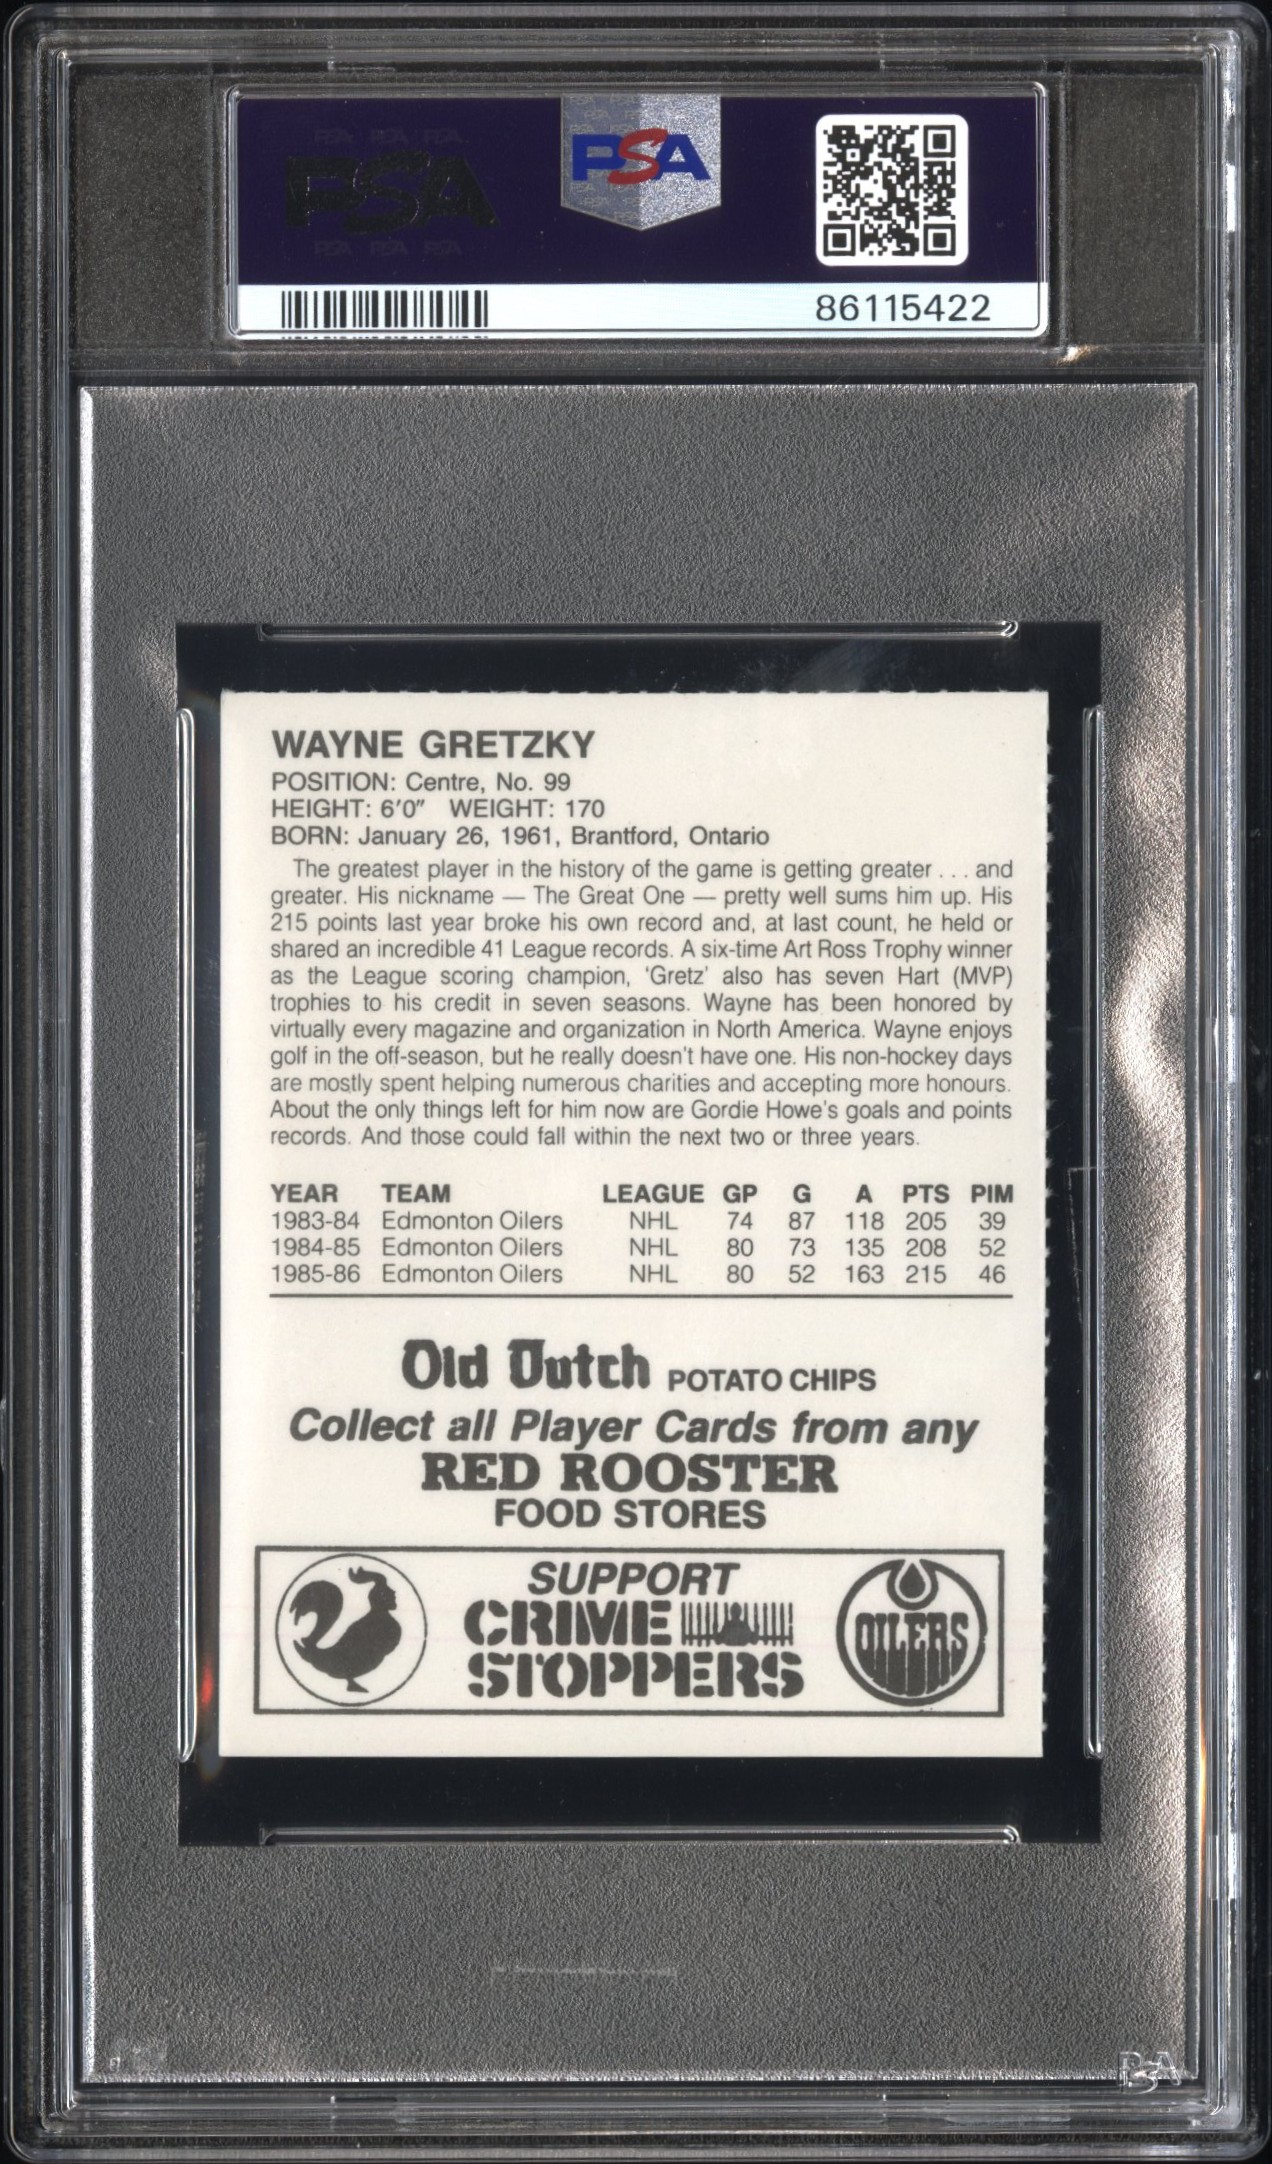 PSA
PSA
86115422
WAYNE GRETZKY
POSITION: Centre, No. 99
HEIGHT: 6'0" WEIGHT: 170
BORN: January 26, 1961, Brantford, Ontario
The greatest player in the history of the game is getting greater . . . and
greater. His nickname — The Great One — pretty well sums him up. His
215 points last year broke his own record and, at last count, he held or
shared an incredible 41 League records. A six-time Art Ross Trophy winner
as the League scoring champion, 'Gretz' also has seven Hart (MVP)
trophies to his credit in seven seasons. Wayne has been honored by
virtually every magazine and organization in North America. Wayne enjoys
golf in the off-season, but he really doesn't have one. His non-hockey days
are mostly spent helping numerous charities and accepting more honours.
About the only things left for him now are Gordie Howe's goals and points
records. And those could fall within the next two or three years.
YEAR TEAM LEAGUE GP G A PTS PIM
1983-84 Edmonton Oilers NHL 74 87 118 205 39
1984-85 Edmonton Oilers NHL 80 73 135 208 52
1985-86 Edmonton Oilers NHL 80 52 163 215 46
Old Dutch POTATO CHIPS
Collect all Player Cards from any
RED ROOSTER
FOOD STORES
SUPPORT
CRIME
STOPPERS
OILERS
PSA